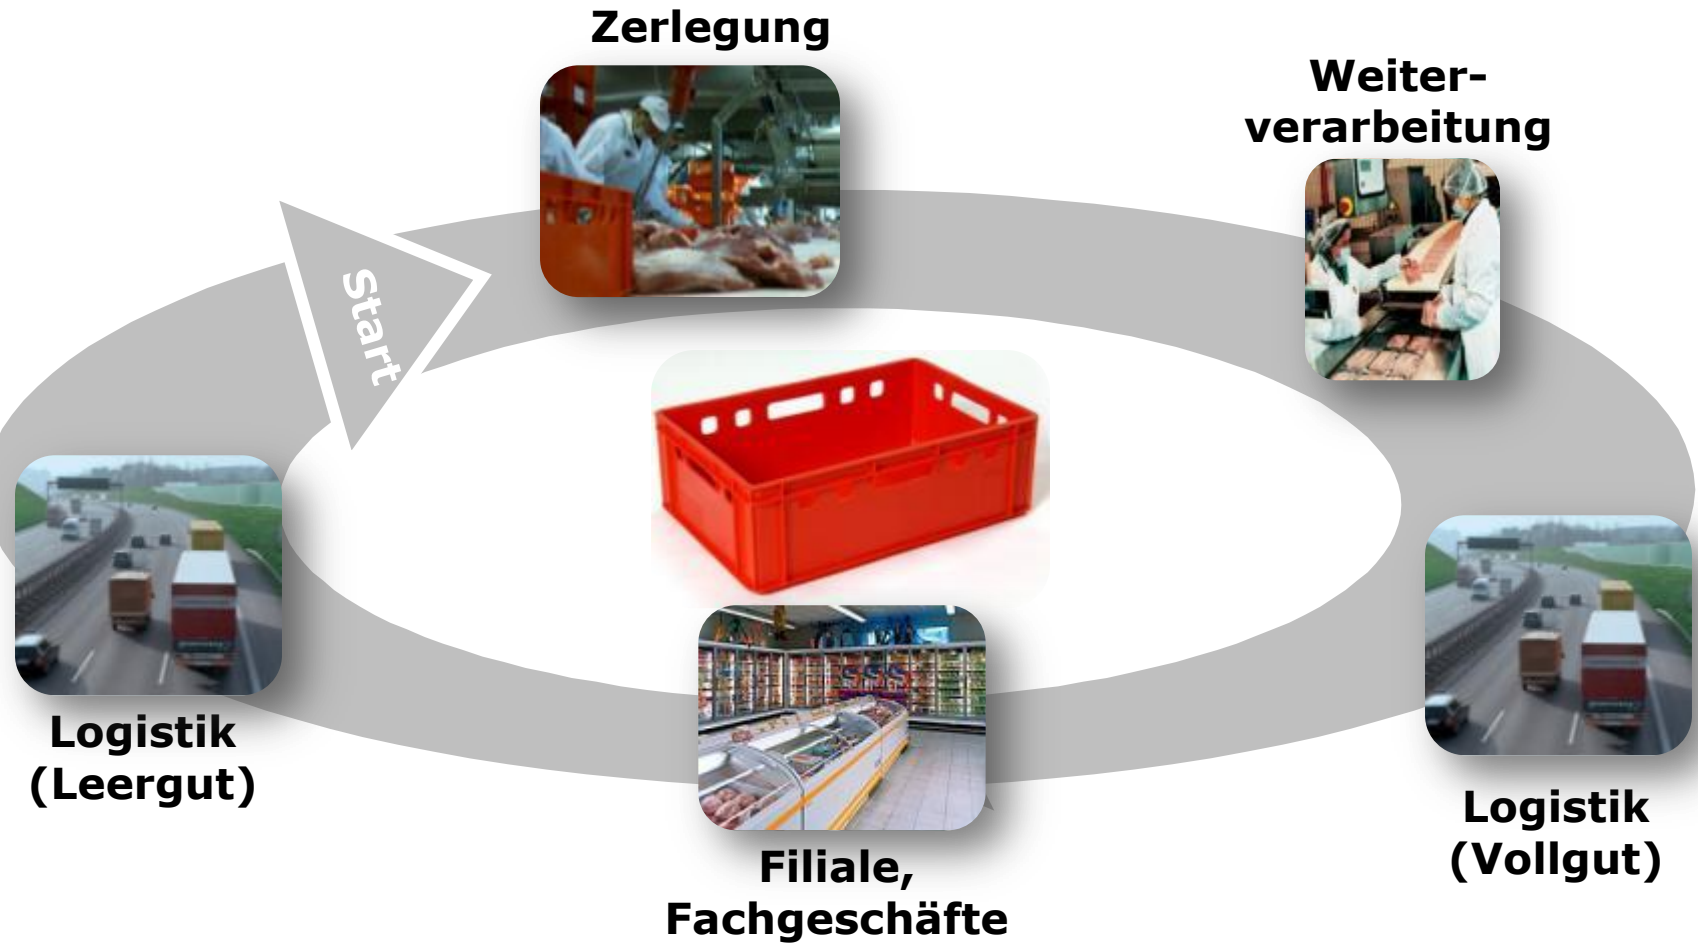 Zerlegung
Weiter-
verarbeitung
Start
Logistik
(Leergut)
Logistik
(Vollgut)
Filiale,
Fachgeschäfte